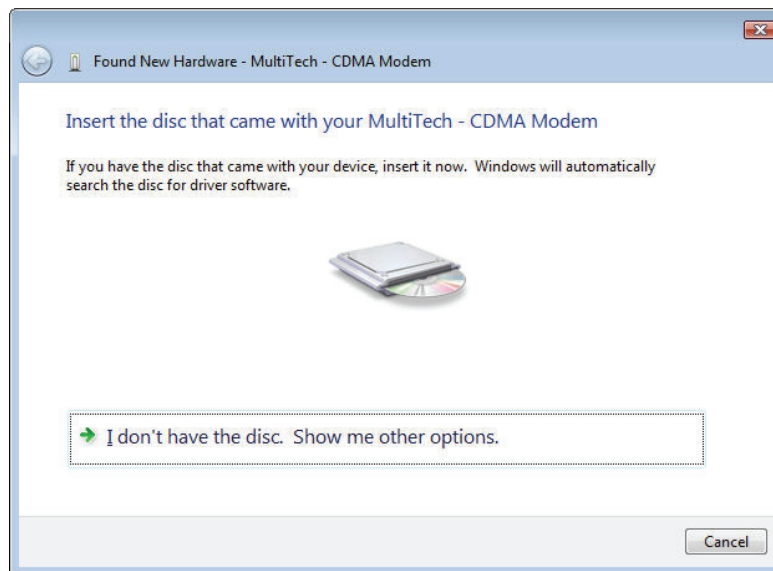 Found New Hardware - MultiTech - CDMA Modem
Insert the disc that came with your MultiTech - CDMA Modem
If you have the disc that came with your device, insert it now.  Windows will automatically
search the disc for driver software.
I don't have the disc.  Show me other options.
Cancel